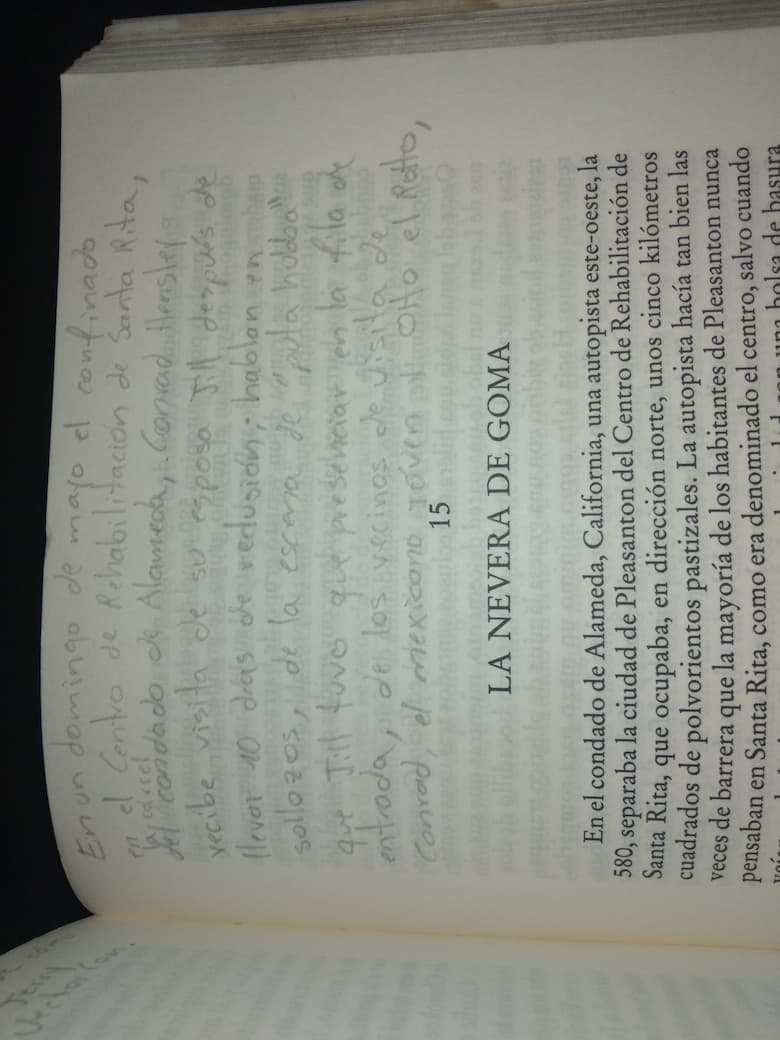 Vector Com.
En un domingo de mayo el confinado
en el Centro de Rehabilitación de Santa Rita,
la cárcel
del condado de Alameda, Conrad Hensley
recibe visita de su esposa Jill después de
llevar 10 días de reclusión, hablan en
sollozos, de la escena de "puta hubba"
que Jill tuvo que presenciar en la fila de
entrada, de los vecinos de visita de
Conrad, el mexicano jóven y Otto el Rotto,
15
LA NEVERA DE GOMA
En el condado de Alameda, California, una autopista este-oeste, la
580, separaba la ciudad de Pleasanton del Centro de Rehabilitación de
Santa Rita, que ocupaba, en dirección norte, unos cinco kilómetros
cuadrados de polvorientos pastizales. La autopista hacía tan bien las
veces de barrera que la mayoría de los habitantes de Pleasanton nunca
pensaban en Santa Rita, como era denominado el centro, salvo cuando
una bolsa de basura